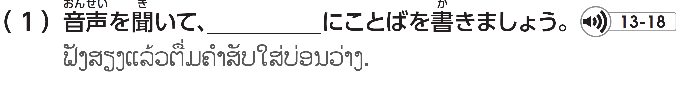 (1) 音声を聞いて、＿＿＿＿＿にことばを書きましょう。 13-18
ຟັງສຽງແລ້ວຕື່ມຄຳສັບໃສ່ບ່ອນວ່າງ.